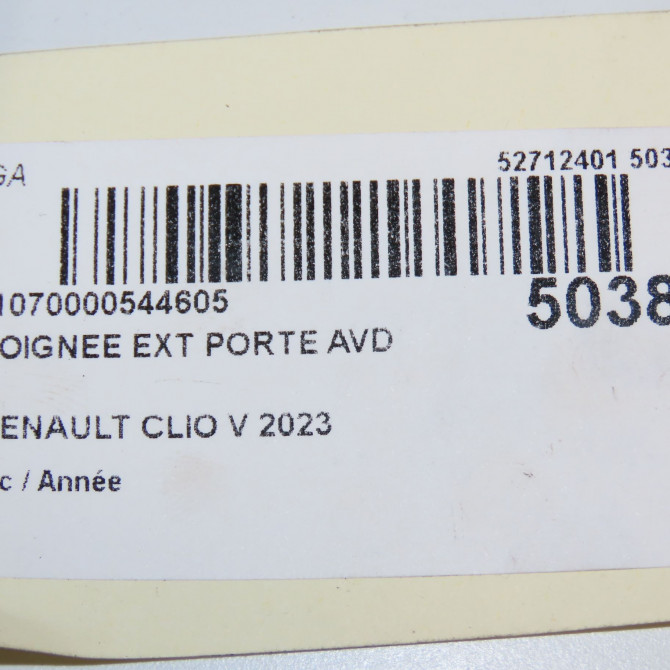 GA
52712401 503
1070000544605
5038
OIGNEE EXT PORTE AVD
ENAULT CLIO V 2023
c / Année